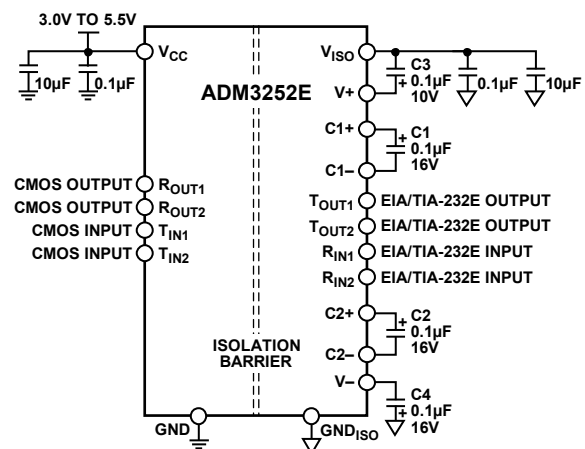 3.0V TO 5.5V
10µF
0.1µF
VCC
ADM3252E
VISO
V+
C3
+ 0.1µF
10V
0.1µF
10µF
C1+
C1–
+ C1
0.1µF
16V
CMOS OUTPUT ROUT1
CMOS OUTPUT ROUT2
CMOS INPUT TIN1
CMOS INPUT TIN2
TOUT1 EIA/TIA-232E OUTPUT
TOUT2 EIA/TIA-232E OUTPUT
RIN1 EIA/TIA-232E INPUT
RIN2 EIA/TIA-232E INPUT
C2+
C2–
+ C2
0.1µF
16V
ISOLATION
BARRIER
V–
C4
0.1µF
+ 16V
GND
GNDISO